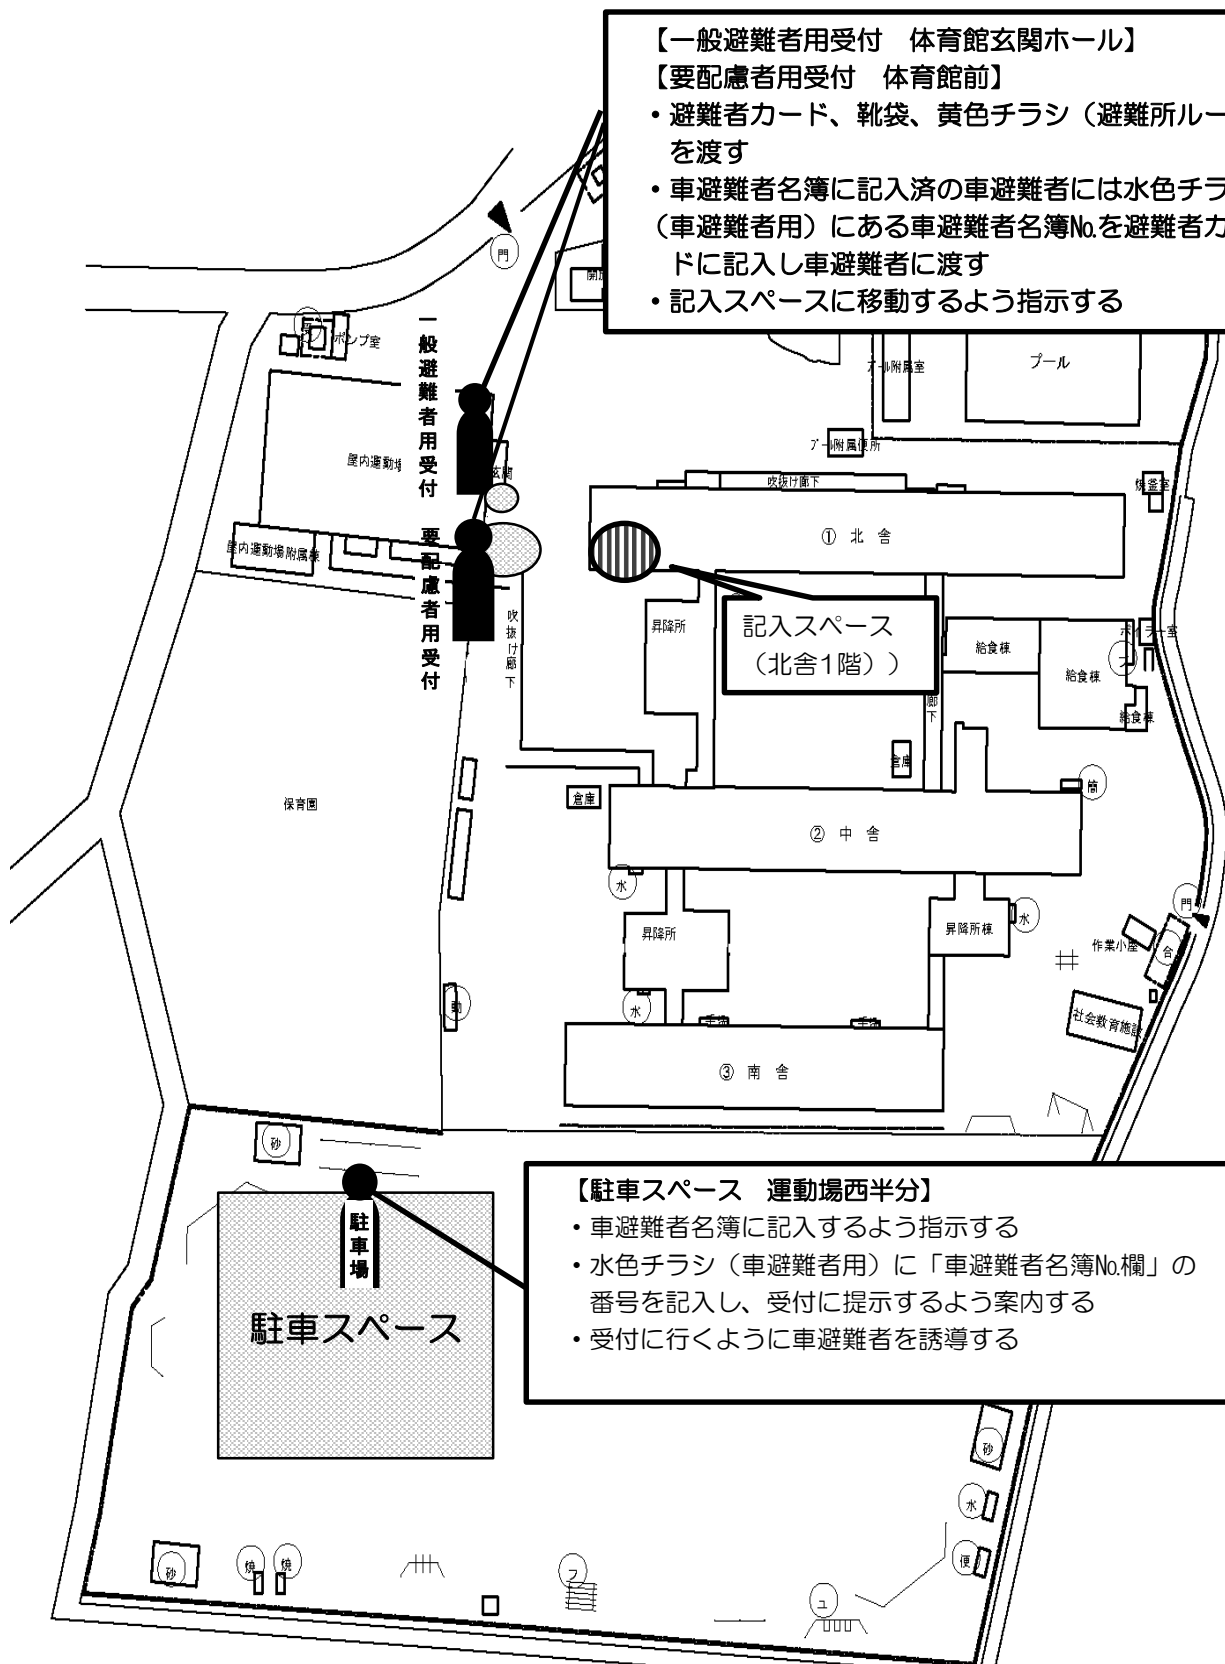 【一般避難者用受付　体育館玄関ホール】
【要配慮者用受付　体育館前】
・避難者カード、靴袋、黄色チラシ（避難所ルー
を渡す
・車避難者名簿に記入済の車避難者には水色チラ
（車避難者用）にある車避難者名簿№を避難者カ
ドに記入し車避難者に渡す
・記入スペースに移動するよう指示する
門
ポンプ室
一般避難者用受付
プール附属室
プール
屋内運動場
玄関
プール附属便所
吹抜け廊下
焼釜室
① 北 舎
屋内運動場附属棟
要配慮者用受付
吹抜け廊下
昇降所
記入スペース
（北舎1階））
給食棟
給食棟
ボイラー室
プ
給食棟
廊下
倉庫
保育園
倉庫
② 中 舎
水
昇降所
昇降所棟
水
門
作業小屋
合
動
水
手洗
手洗
社会教育施設
③ 南 舎
砂
【駐車スペース　運動場西半分】
・車避難者名簿に記入するよう指示する
・水色チラシ（車避難者用）に「車避難者名簿№欄」の
番号を記入し、受付に提示するよう案内する
・受付に行くように車避難者を誘導する
駐車場
駐車スペース
砂
水
便
砂
焼
焼
フ
ユ